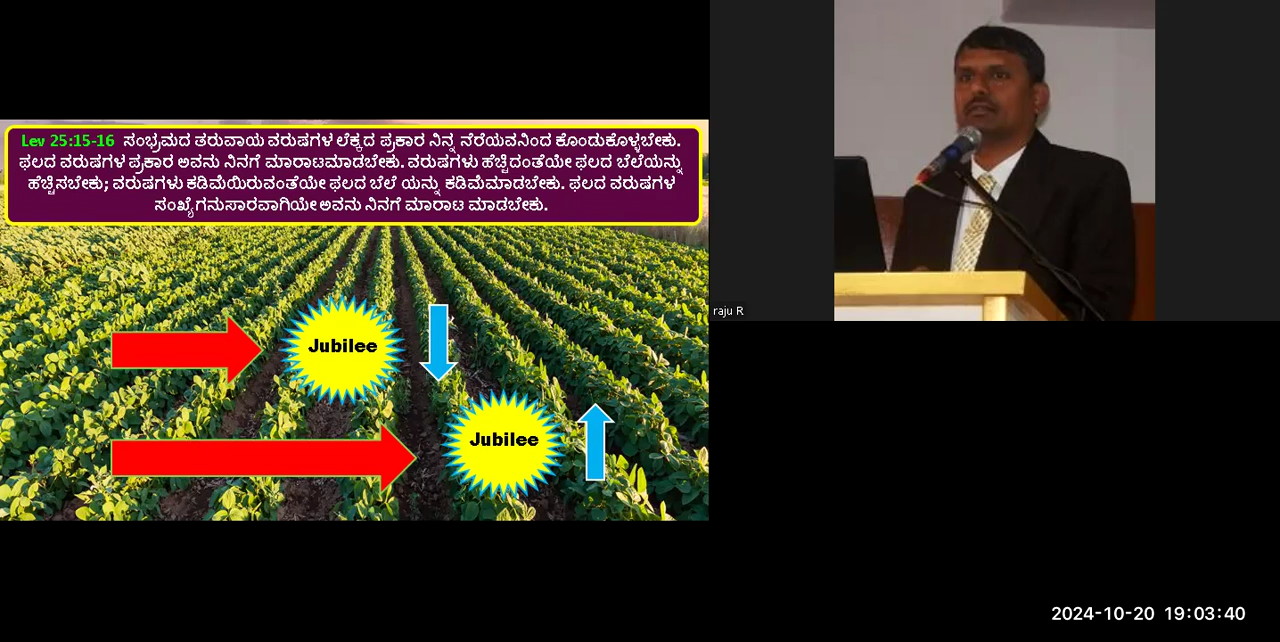 Lev 25:15-16 ಸಂಭ್ರಮದ ತರುವಾಯ ವರುಷಗಳ ಲೆಕ್ಕದ ಪ್ರಕಾರ ನಿನ್ನ ನೆರೆಯವನಿಂದ ಕೊಂಡುಕೊಳ್ಳಬೇಕು.
ಫಲದ ವರುಷಗಳ ಪ್ರಕಾರ ಅವನು ನಿನಗೆ ಮಾರಾಟಮಾಡಬೇಕು. ವರುಷಗಳು ಹೆಚ್ಚಿದಂತೆಯೇ ಫಲದ ಬೆಲೆಯನ್ನು
ಹೆಚ್ಚಿಸಬೇಕು; ವರುಷಗಳು ಕಡಿಮೆಯಿರುವಂತೆಯೇ ಫಲದ ಬೆಲೆ ಯನ್ನು ಕಡಿಮೆಮಾಡಬೇಕು. ಫಲದ ವರುಷಗಳ
ಸಂಖ್ಯೆಗನುಸಾರವಾಗಿಯೇ ಅವನು ನಿನಗೆ ಮಾರಾಟ ಮಾಡಬೇಕು.
Jubilee
Jubilee
raju R
2024-10-20 19:03:40